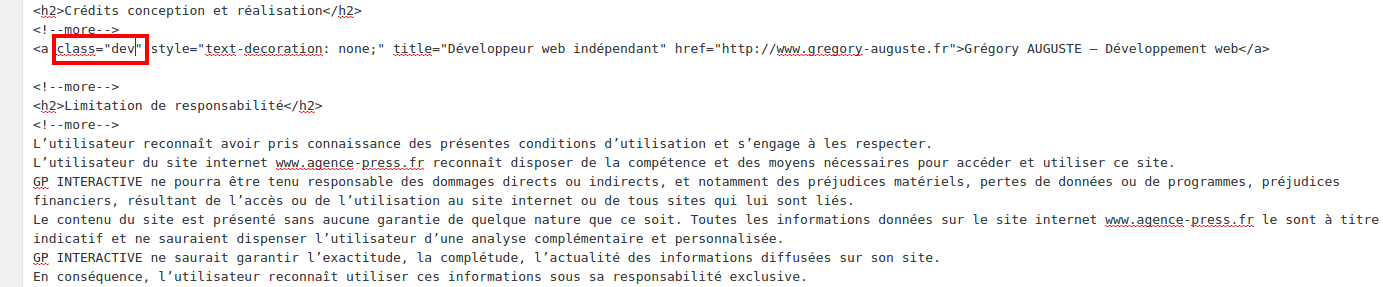 <h2>Crédits conception et réalisation</h2>
<!--more-->
<a class="dev" style="text-decoration: none;" title="Développeur web indépendant" href="http://www.gregory-auguste.fr">Grégory AUGUSTE – Développement web</a>
<!--more-->
<h2>Limitation de responsabilité</h2>
<!--more-->
L’utilisateur reconnaît avoir pris connaissance des présentes conditions d’utilisation et s’engage à les respecter.
L’utilisateur du site internet www.agence-press.fr reconnaît disposer de la compétence et des moyens nécessaires pour accéder et utiliser ce site.
GP INTERACTIVE ne pourra être tenu responsable des dommages directs ou indirects, et notamment des préjudices matériels, pertes de données ou de programmes, préjudices
financiers, résultant de l’accès ou de l’utilisation au site internet ou de tous sites qui lui sont liés.
Le contenu du site est présenté sans aucune garantie de quelque nature que ce soit. Toutes les informations données sur le site internet www.agence-press.fr le sont à titre
indicatif et ne sauraient dispenser l’utilisateur d’une analyse complémentaire et personnalisée.
GP INTERACTIVE ne saurait garantir l’exactitude, la complétude, l’actualité des informations diffusées sur son site.
En conséquence, l’utilisateur reconnaît utiliser ces informations sous sa responsabilité exclusive.